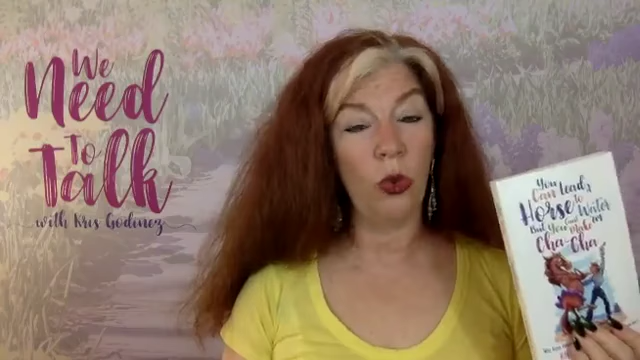 We
Need
To
Talk
with Kris Godinez
You
Can Lead a
Horse to
Water
But You Can't
Make Him
Cha-Cha